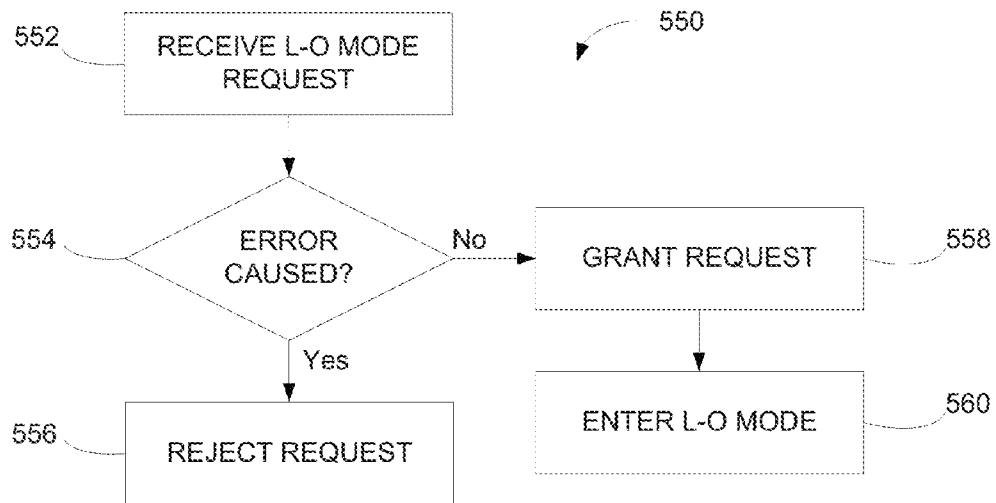 550
552
RECEIVE L-O MODE
REQUEST
554
ERROR
CAUSED?
No
Yes
GRANT REQUEST
558
ENTER L-O MODE
560
556
REJECT REQUEST